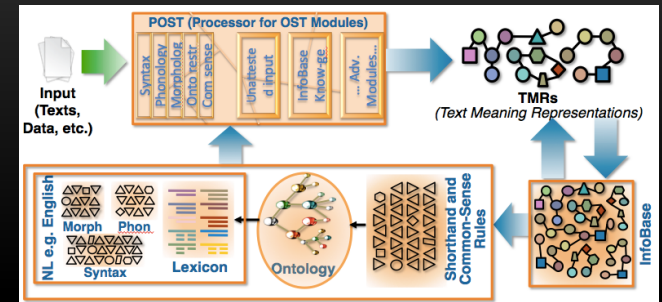 POST (Processor for OST Modules)
Syntax
Phonology
Morpholog
Onto restr
Com sense
Unatteste
d input
InfoBase
Know-ge
... Adv.
Modules...
Input
(Texts,
Data, etc.)
TMRs
(Text Meaning Representations)
NL e.g. English
Morph
Phon
Syntax
Lexicon
Ontology
Shorthand and
Common-Sense
Rules
InfoBase